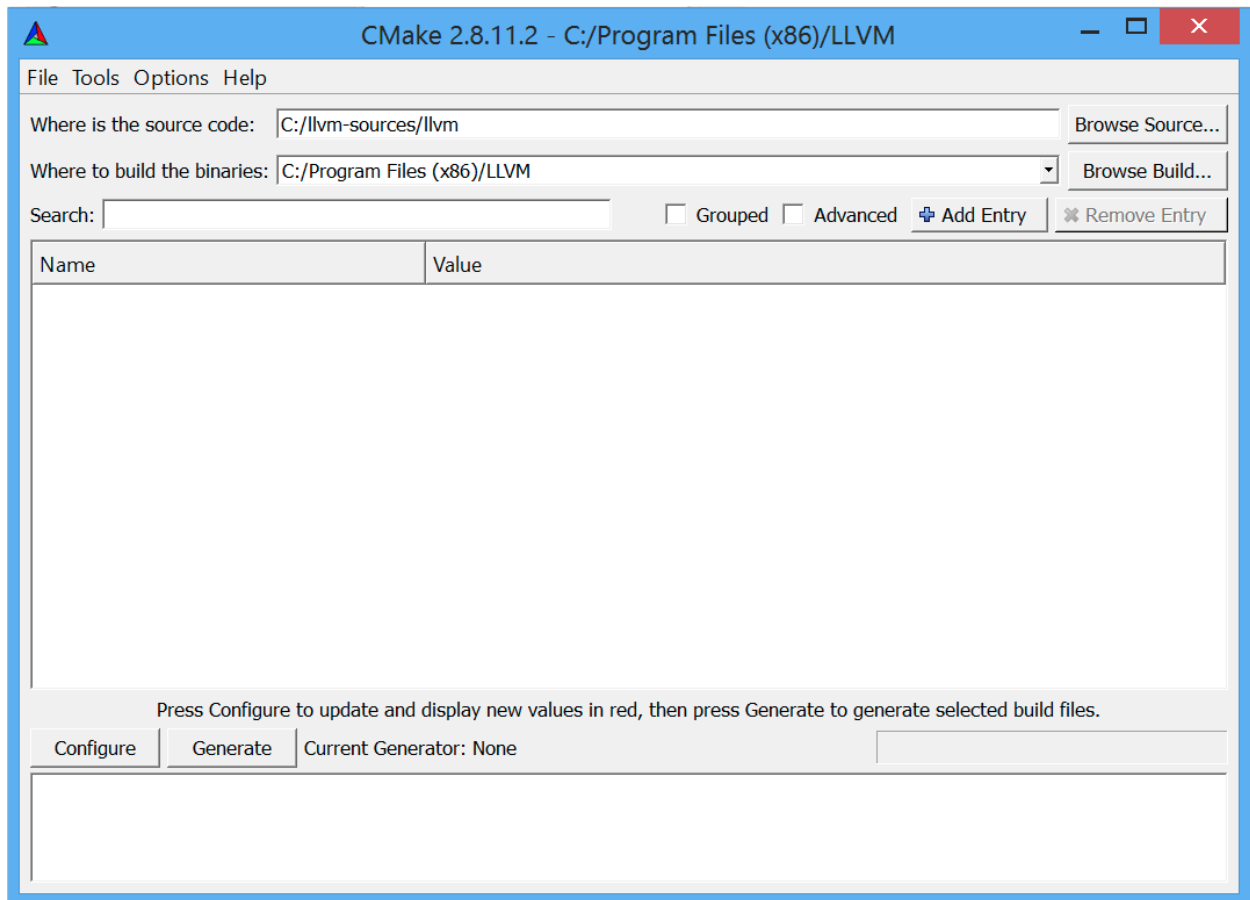 CMake 2.8.11.2 - C:/Program Files (x86)/LLVM
File Tools Options Help
Where is the source code: C:/llvm-sources/llvm Browse Source...
Where to build the binaries: C:/Program Files (x86)/LLVM Browse Build...
Search: Grouped Advanced Add Entry Remove Entry
Name Value
Press Configure to update and display new values in red, then press Generate to generate selected build files.
Configure Generate Current Generator: None